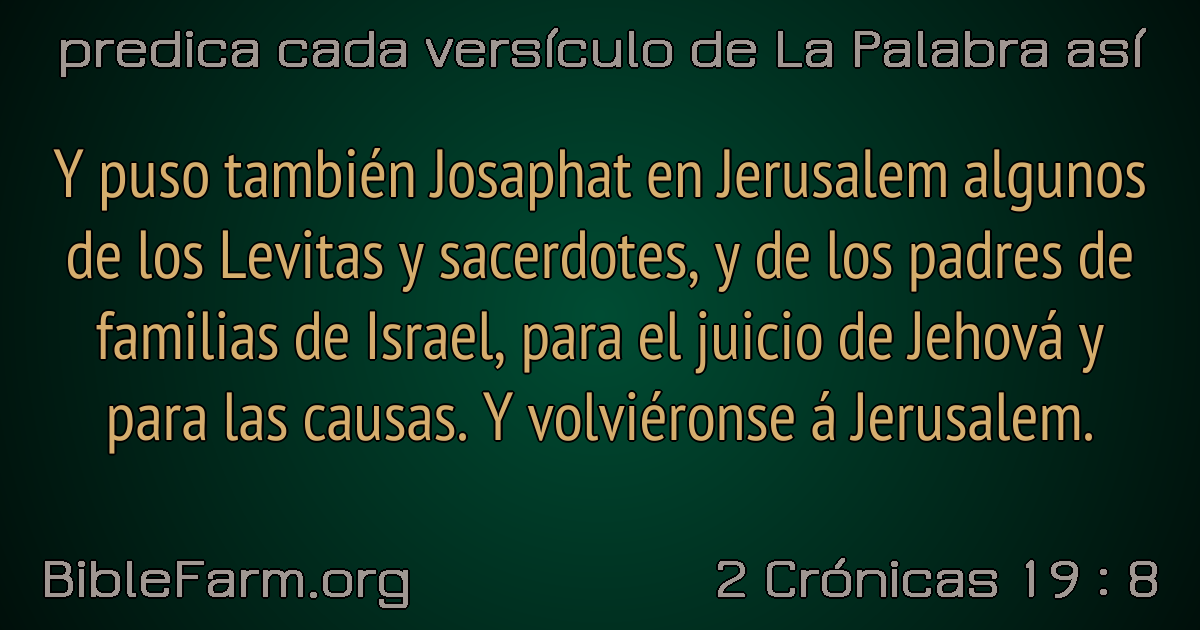 predica cada versículo de La Palabra así
Y puso también Josaphat en Jerusalem algunos
de los Levitas y sacerdotes, y de los padres de
familias de Israel, para el juicio de Jehová y
para las causas. Y volviéronse á Jerusalem.
BibleFarm.org
2 Crónicas 19 : 8